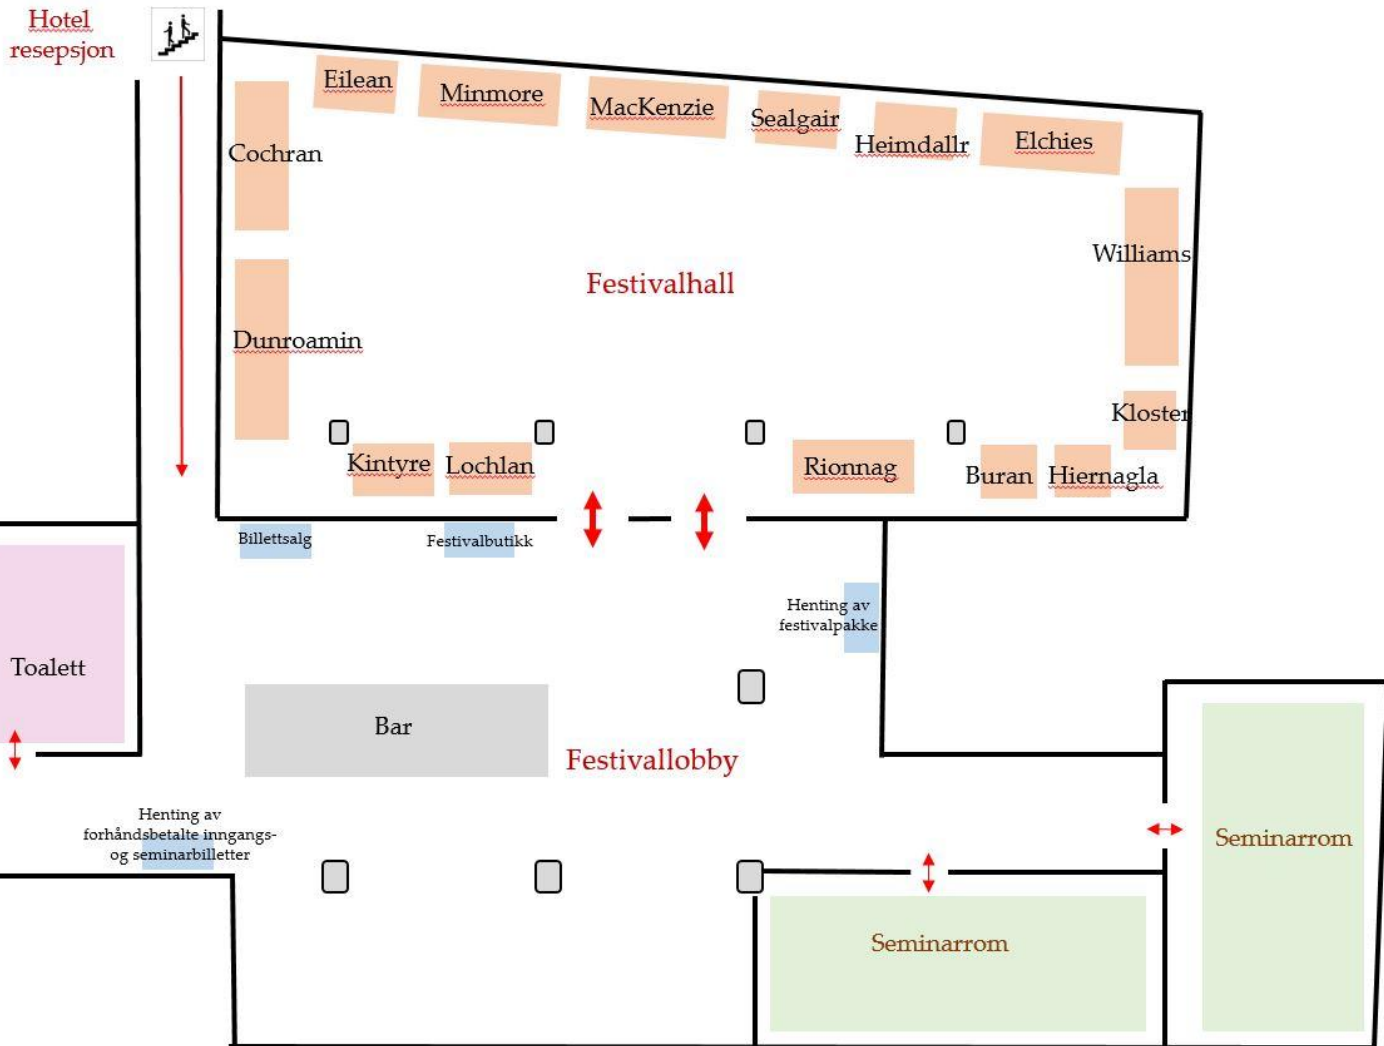 Hotel
resepsjon
Eilean
Minmore
MacKenzie
Sealgair
Heimdallr
Elchies
Cochran
Williams
Festivalhall
Dunroamin
Kloster
Kintyre
Lochlan
Rionnag
Buran
Hiernagla
Billettsalg
Festivalbutikk
Henting av
festivalpakke
Toalett
Bar
Festivallobby
Henting av
forhåndsbetalte inngangs-
og seminarbilletter
Seminarrom
Seminarrom